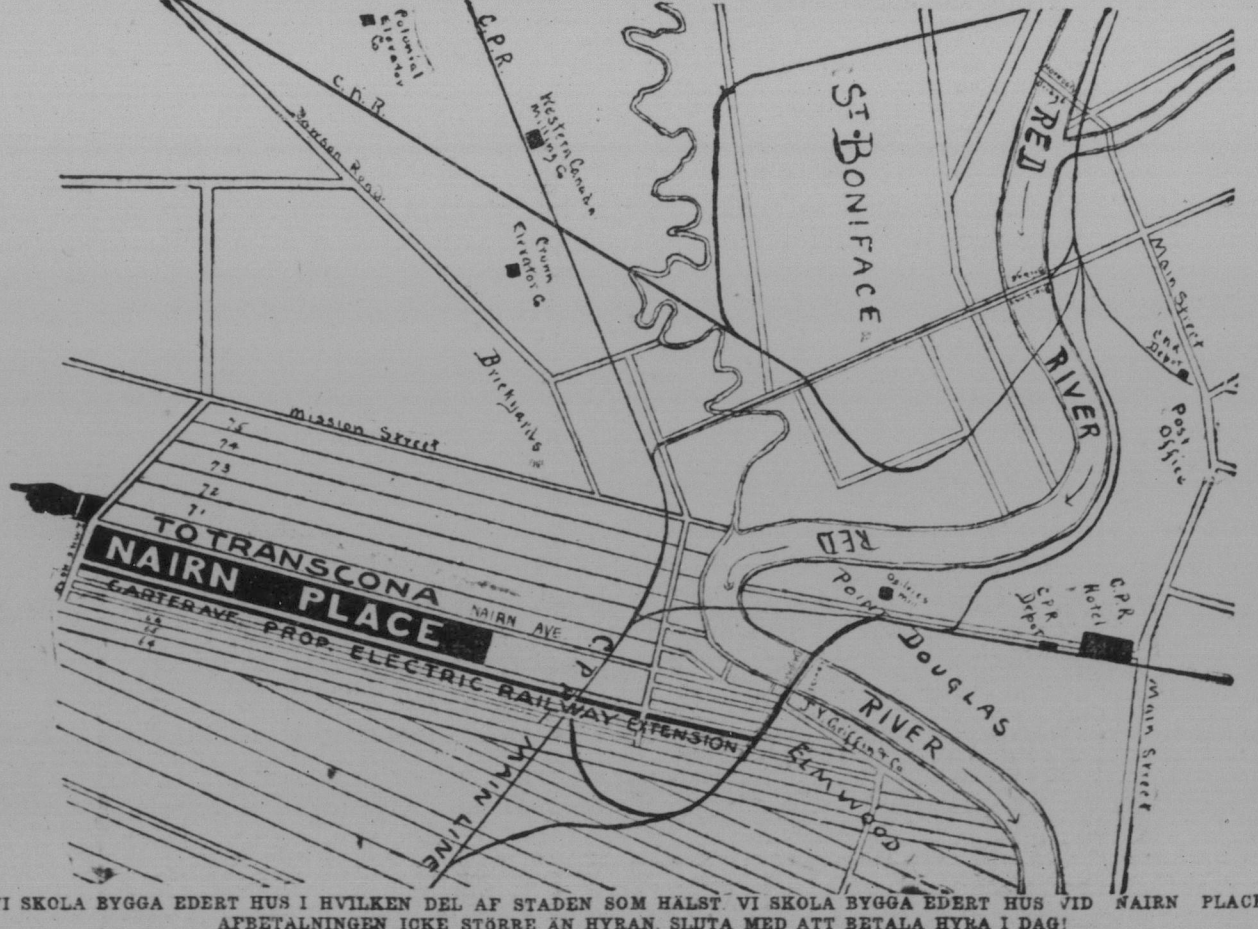 Colonial
Elevator
Co
C.P.R.
C.N.R.
Dawson Road
Western Canada
Milling Co
Crown
Elevator Co
Brickyards
ST. BONIFACE
RED
RIVER
Main Street
C.N.R.
Depot
Post
Office
Mission Street
75
74
73
72
71
TO TRANSCONA
NAIRN PLACE
NAIRN AVE
CARTER AVE. PROP. ELECTRIC RAILWAY EXTENSION
C P R
MAIN LINE
RED
RIVER
POINT
DOUGLAS
Ogilvies
Mill
C.P.R
Depot
C.P.R
Hotel
Main Street
J Y Griffin & Co
ELMWOOD
VI SKOLA BYGGA EDERT HUS I HVILKEN DEL AF STADEN SOM HÄLST. VI SKOLA BYGGA EDERT HUS VID NAIRN PLACE
AFBETALNINGEN ICKE STÖRRE ÄN HYRAN. SLUTA MED ATT BETALA HYRA I DAG!